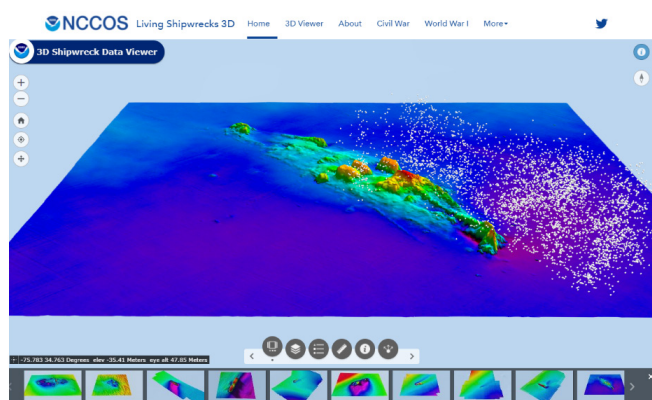 NCCOS Living Shipwrecks 3D Home 3D Viewer About Civil War World War I More
3D Shipwreck Data Viewer
-75.783 34.763 Degrees elev -35.41 Meters eye alt 47.85 Meters